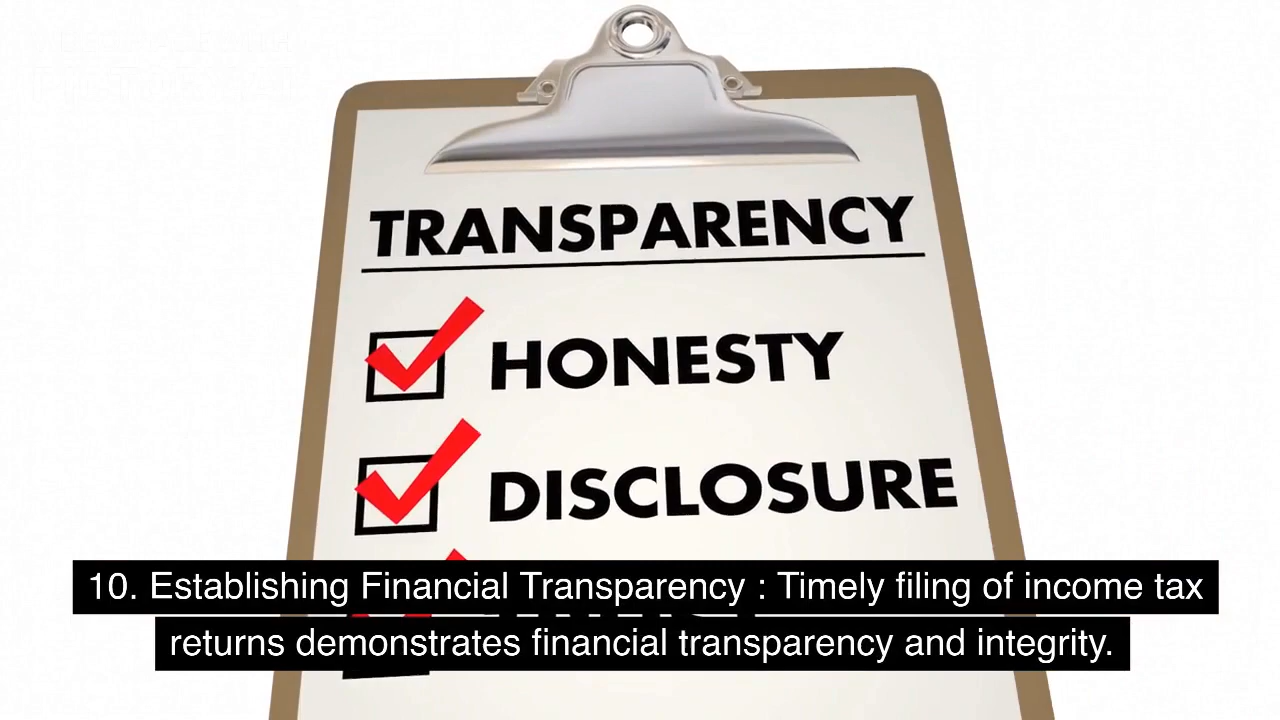 TRANSPARENCY
HONESTY
DISCLOSURE
10. Establishing Financial Transparency : Timely filing of income tax
returns demonstrates financial transparency and integrity.